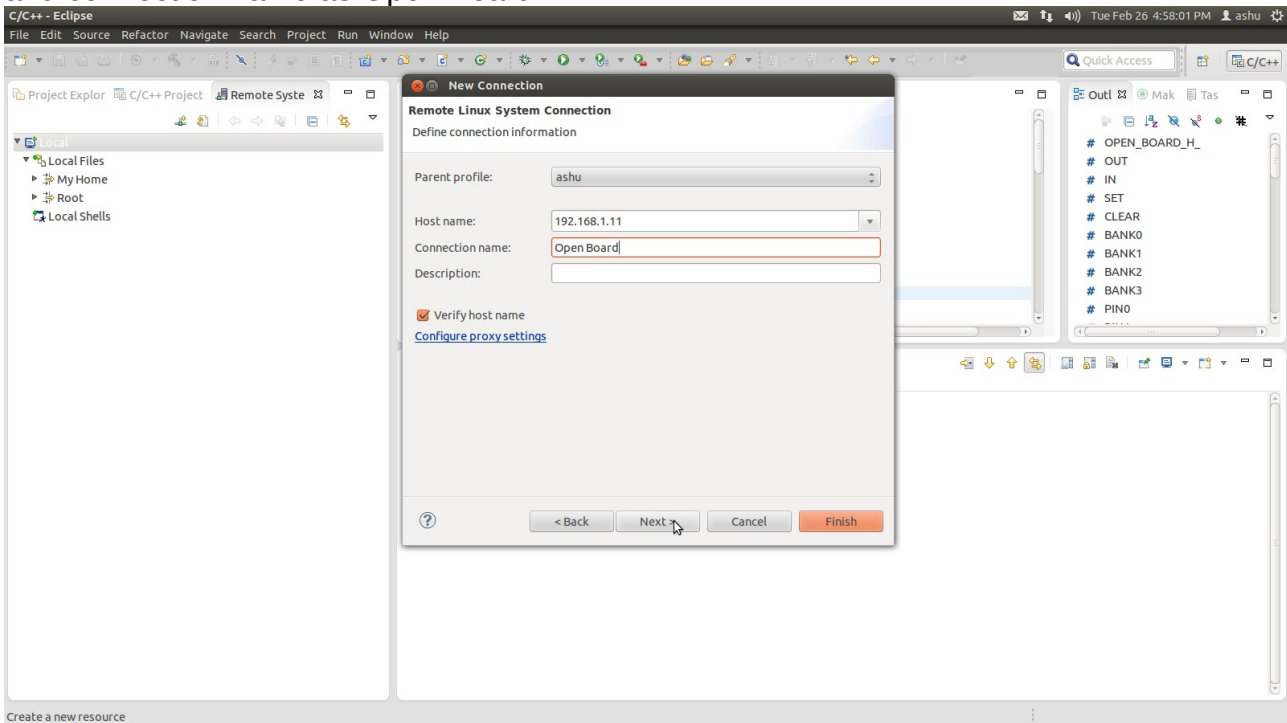 C/C++ - Eclipse
Tue Feb 26 4:58:01 PM ashu
File Edit Source Refactor Navigate Search Project Run Window Help
Quick Access
C/C++
Project Explor C/C++ Project Remote Syste
Local
Local Files
My Home
Root
Local Shells
New Connection
Remote Linux System Connection
Define connection information
Parent profile: ashu
Host name: 192.168.1.11
Connection name: Open Board
Description:
Verify host name
Configure proxy settings
? < Back Next > Cancel Finish
Outl Mak Tas
# OPEN_BOARD_H_
# OUT
# IN
# SET
# CLEAR
# BANK0
# BANK1
# BANK2
# BANK3
# PIN0
Create a new resource